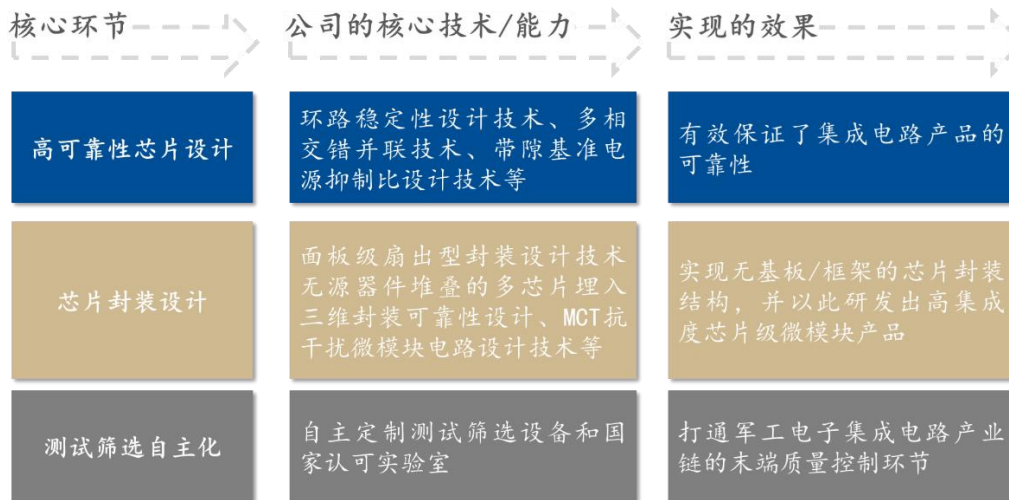 核心环节
公司的核心技术/能力
实现的效果
高可靠性芯片设计
环路稳定性设计技术、多相
交错并联技术、带隙基准电
源抑制比设计技术等
有效保证了集成电路产品的
可靠性
芯片封装设计
面板级扇出型封装设计技术
无源器件堆叠的多芯片埋入
三维封装可靠性设计、MCT抗
干扰微模块电路设计技术等
实现无基板/框架的芯片封装
结构，并以此研发出高集成
度芯片级微模块产品
测试筛选自主化
自主定制测试筛选设备和国
家认可实验室
打通军工电子集成电路产业
链的末端质量控制环节